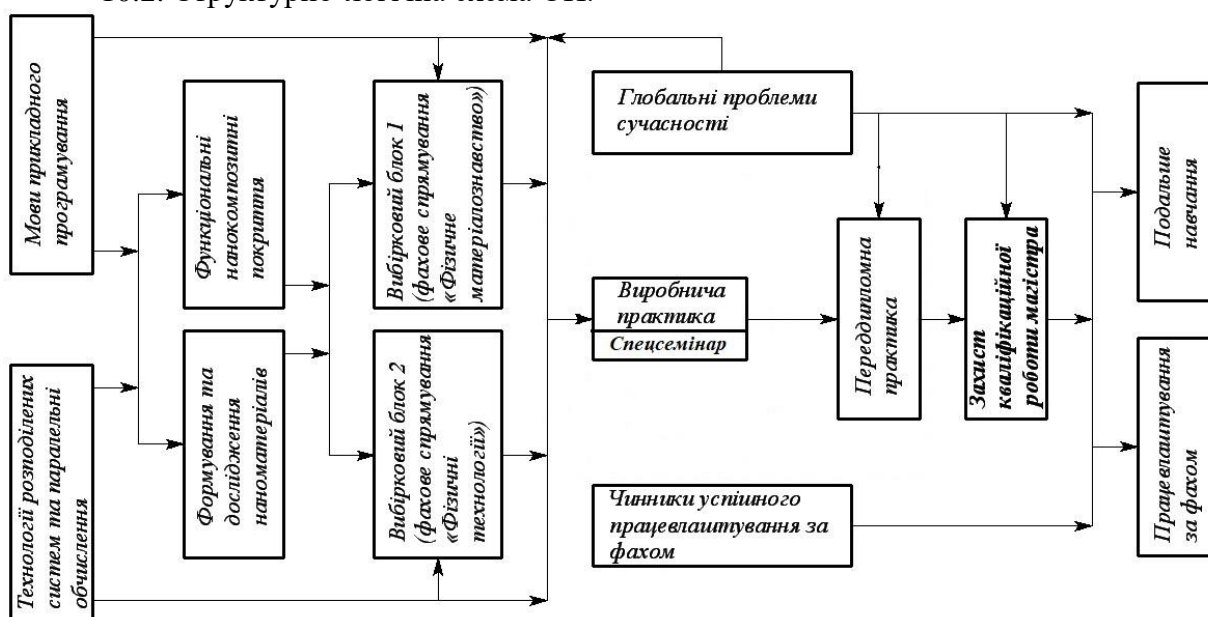 Мови прикладного
програмування
Технології розподілених
систем та паралельні
обчислення
Функціональні
нанокомпозитні
покриття
Формування та
дослідження
наноматеріалів
Вибірковий блок 1
(фахове спрямування
«Фізичне
матеріалознавство»)
Вибірковий блок 2
(фахове спрямування
«Фізичні
технології»)
Глобальні проблеми
сучасності
Виробнича
практика
Спецсемінар
Чинники успішного
працевлаштування за
фахом
Переддипломна
практика
Захист
кваліфікаційної
роботи магістра
Подальше
навчання
Працевлаштування
за фахом